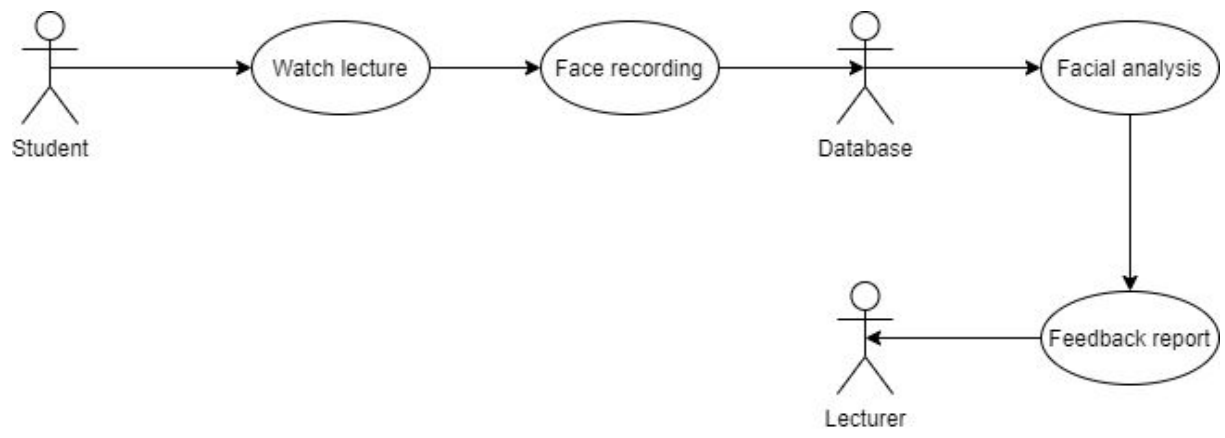 Watch lecture
Face recording
Facial analysis
Student
Database
Feedback report
Lecturer